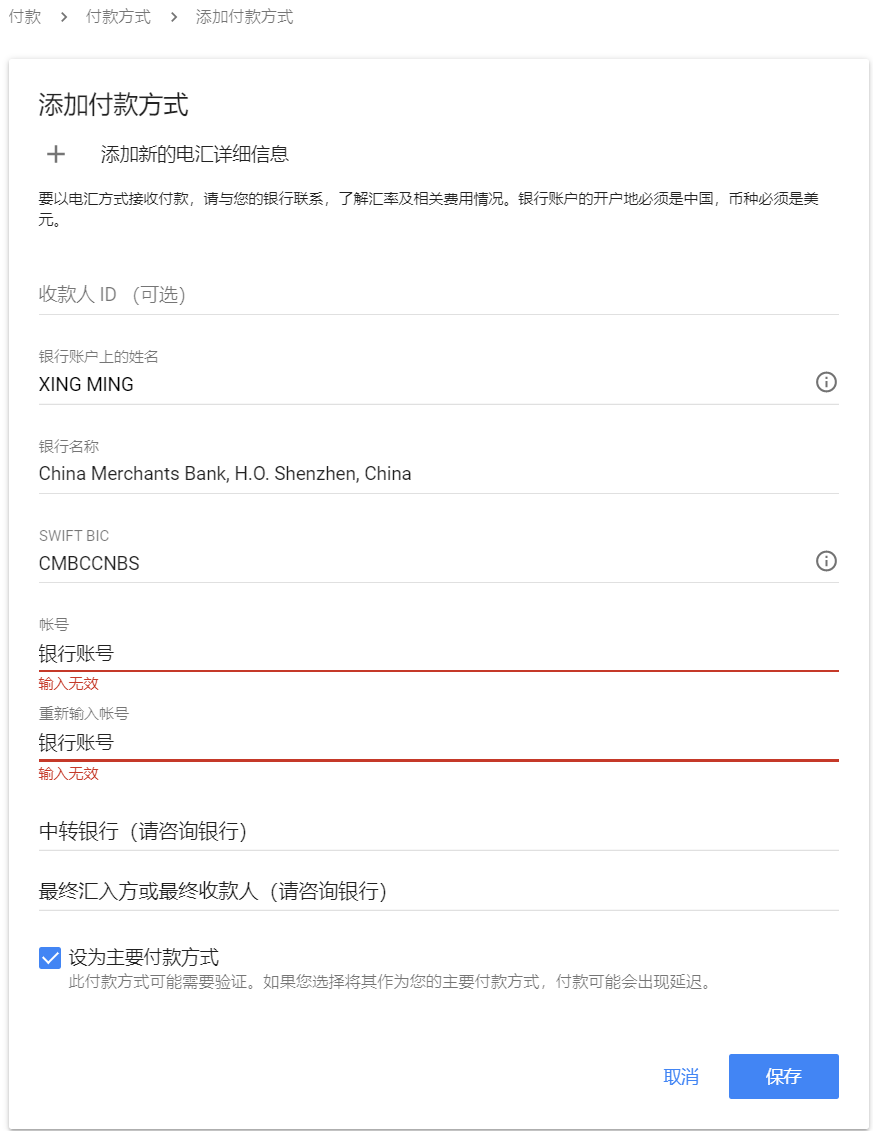 付款 > 付款方式 > 添加付款方式
添加付款方式
+ 添加新的电汇详细信息
要以电汇方式接收付款，请与您的银行联系，了解汇率及相关费用情况。银行账户的开户地必须是中国，币种必须是美
元。
收款人 ID （可选）
银行账户上的姓名
XING MING
银行名称
China Merchants Bank, H.O. Shenzhen, China
SWIFT BIC
CMBCCNBS
帐号
银行账号
输入无效
重新输入帐号
银行账号
输入无效
中转银行（请咨询银行）
最终汇入方或最终收款人（请咨询银行）
设为主要付款方式
此付款方式可能需要验证。如果您选择将其作为您的主要付款方式，付款可能会出现延迟。
取消 保存